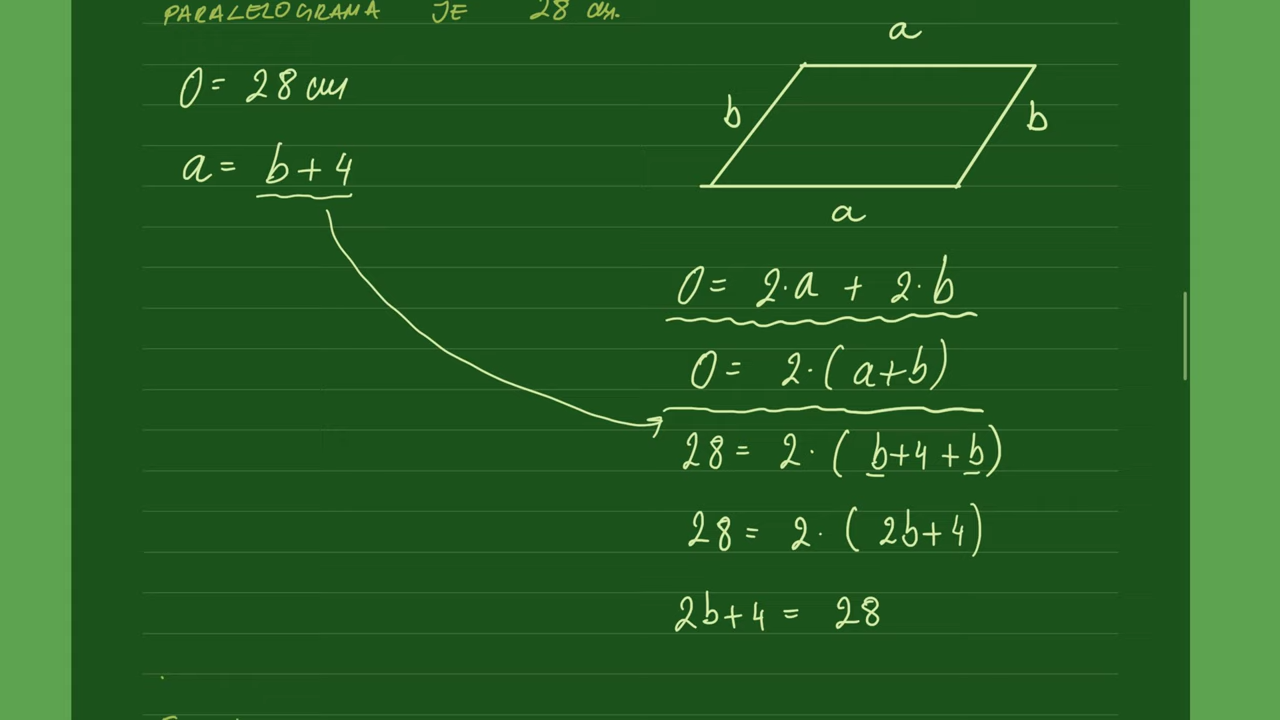 PARALELOGRAMA JE 28 cm.
O = 28 cm
a = b + 4
a
b
b
a
O = 2·a + 2·b
O = 2·(a+b)
28 = 2·(b+4+b)
28 = 2·(2b+4)
2b+4 = 28